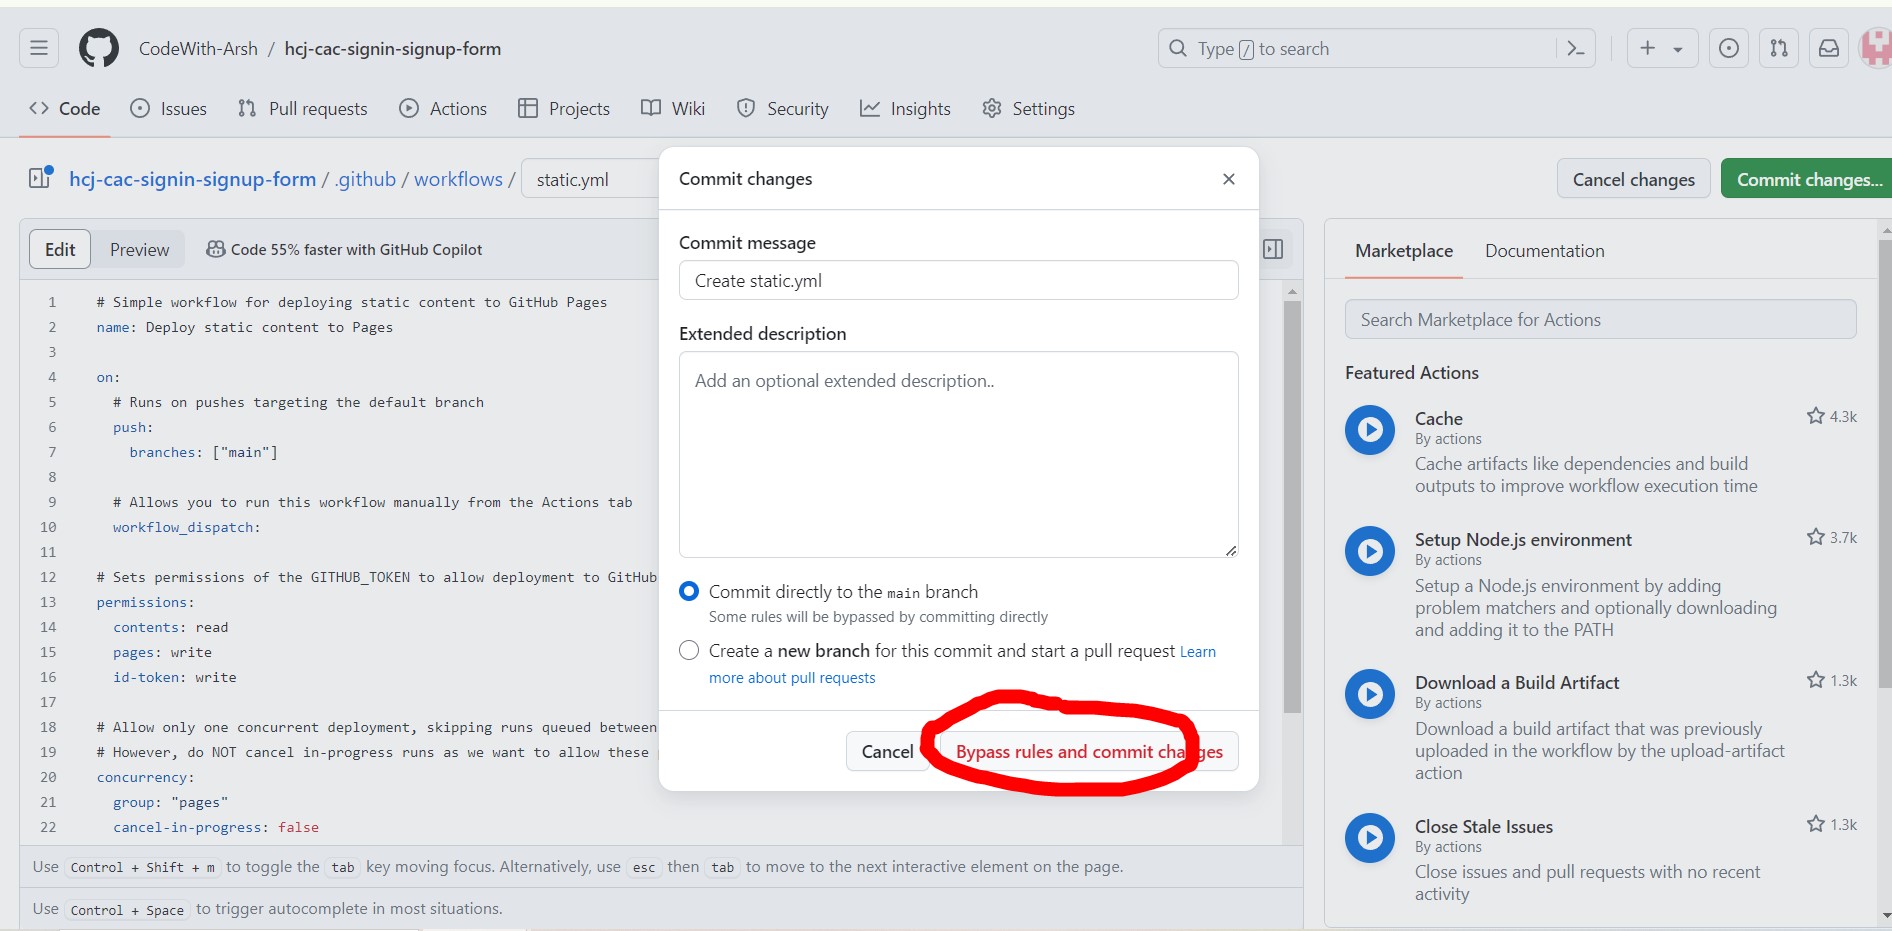 CodeWith-Arsh / hcj-cac-signin-signup-form
Type / to search
Code
Issues
Pull requests
Actions
Projects
Wiki
Security
Insights
Settings
hcj-cac-signin-signup-form / .github / workflows / static.yml
Cancel changes
Commit changes...
Edit
Preview
Code 55% faster with GitHub Copilot
1 # Simple workflow for deploying static content to GitHub Pages
2 name: Deploy static content to Pages
3
4 on:
5 # Runs on pushes targeting the default branch
6 push:
7 branches: ["main"]
8
9 # Allows you to run this workflow manually from the Actions tab
10 workflow_dispatch:
11
12 # Sets permissions of the GITHUB_TOKEN to allow deployment to GitHub
13 permissions:
14 contents: read
15 pages: write
16 id-token: write
17
18 # Allow only one concurrent deployment, skipping runs queued between
19 # However, do NOT cancel in-progress runs as we want to allow these
20 concurrency:
21 group: "pages"
22 cancel-in-progress: false
Use Control + Shift + m to toggle the tab key moving focus. Alternatively, use esc then tab to move to the next interactive element on the page.
Use Control + Space to trigger autocomplete in most situations.
Commit changes
Commit message
Create static.yml
Extended description
Add an optional extended description..
Commit directly to the main branch
Some rules will be bypassed by committing directly
Create a new branch for this commit and start a pull request Learn
more about pull requests
Cancel
Bypass rules and commit changes
Marketplace
Documentation
Search Marketplace for Actions
Featured Actions
Cache
4.3k
By actions
Cache artifacts like dependencies and build
outputs to improve workflow execution time
Setup Node.js environment
3.7k
By actions
Setup a Node.js environment by adding
problem matchers and optionally downloading
and adding it to the PATH
Download a Build Artifact
1.3k
By actions
Download a build artifact that was previously
uploaded in the workflow by the upload-artifact
action
Close Stale Issues
1.3k
By actions
Close issues and pull requests with no recent
activity